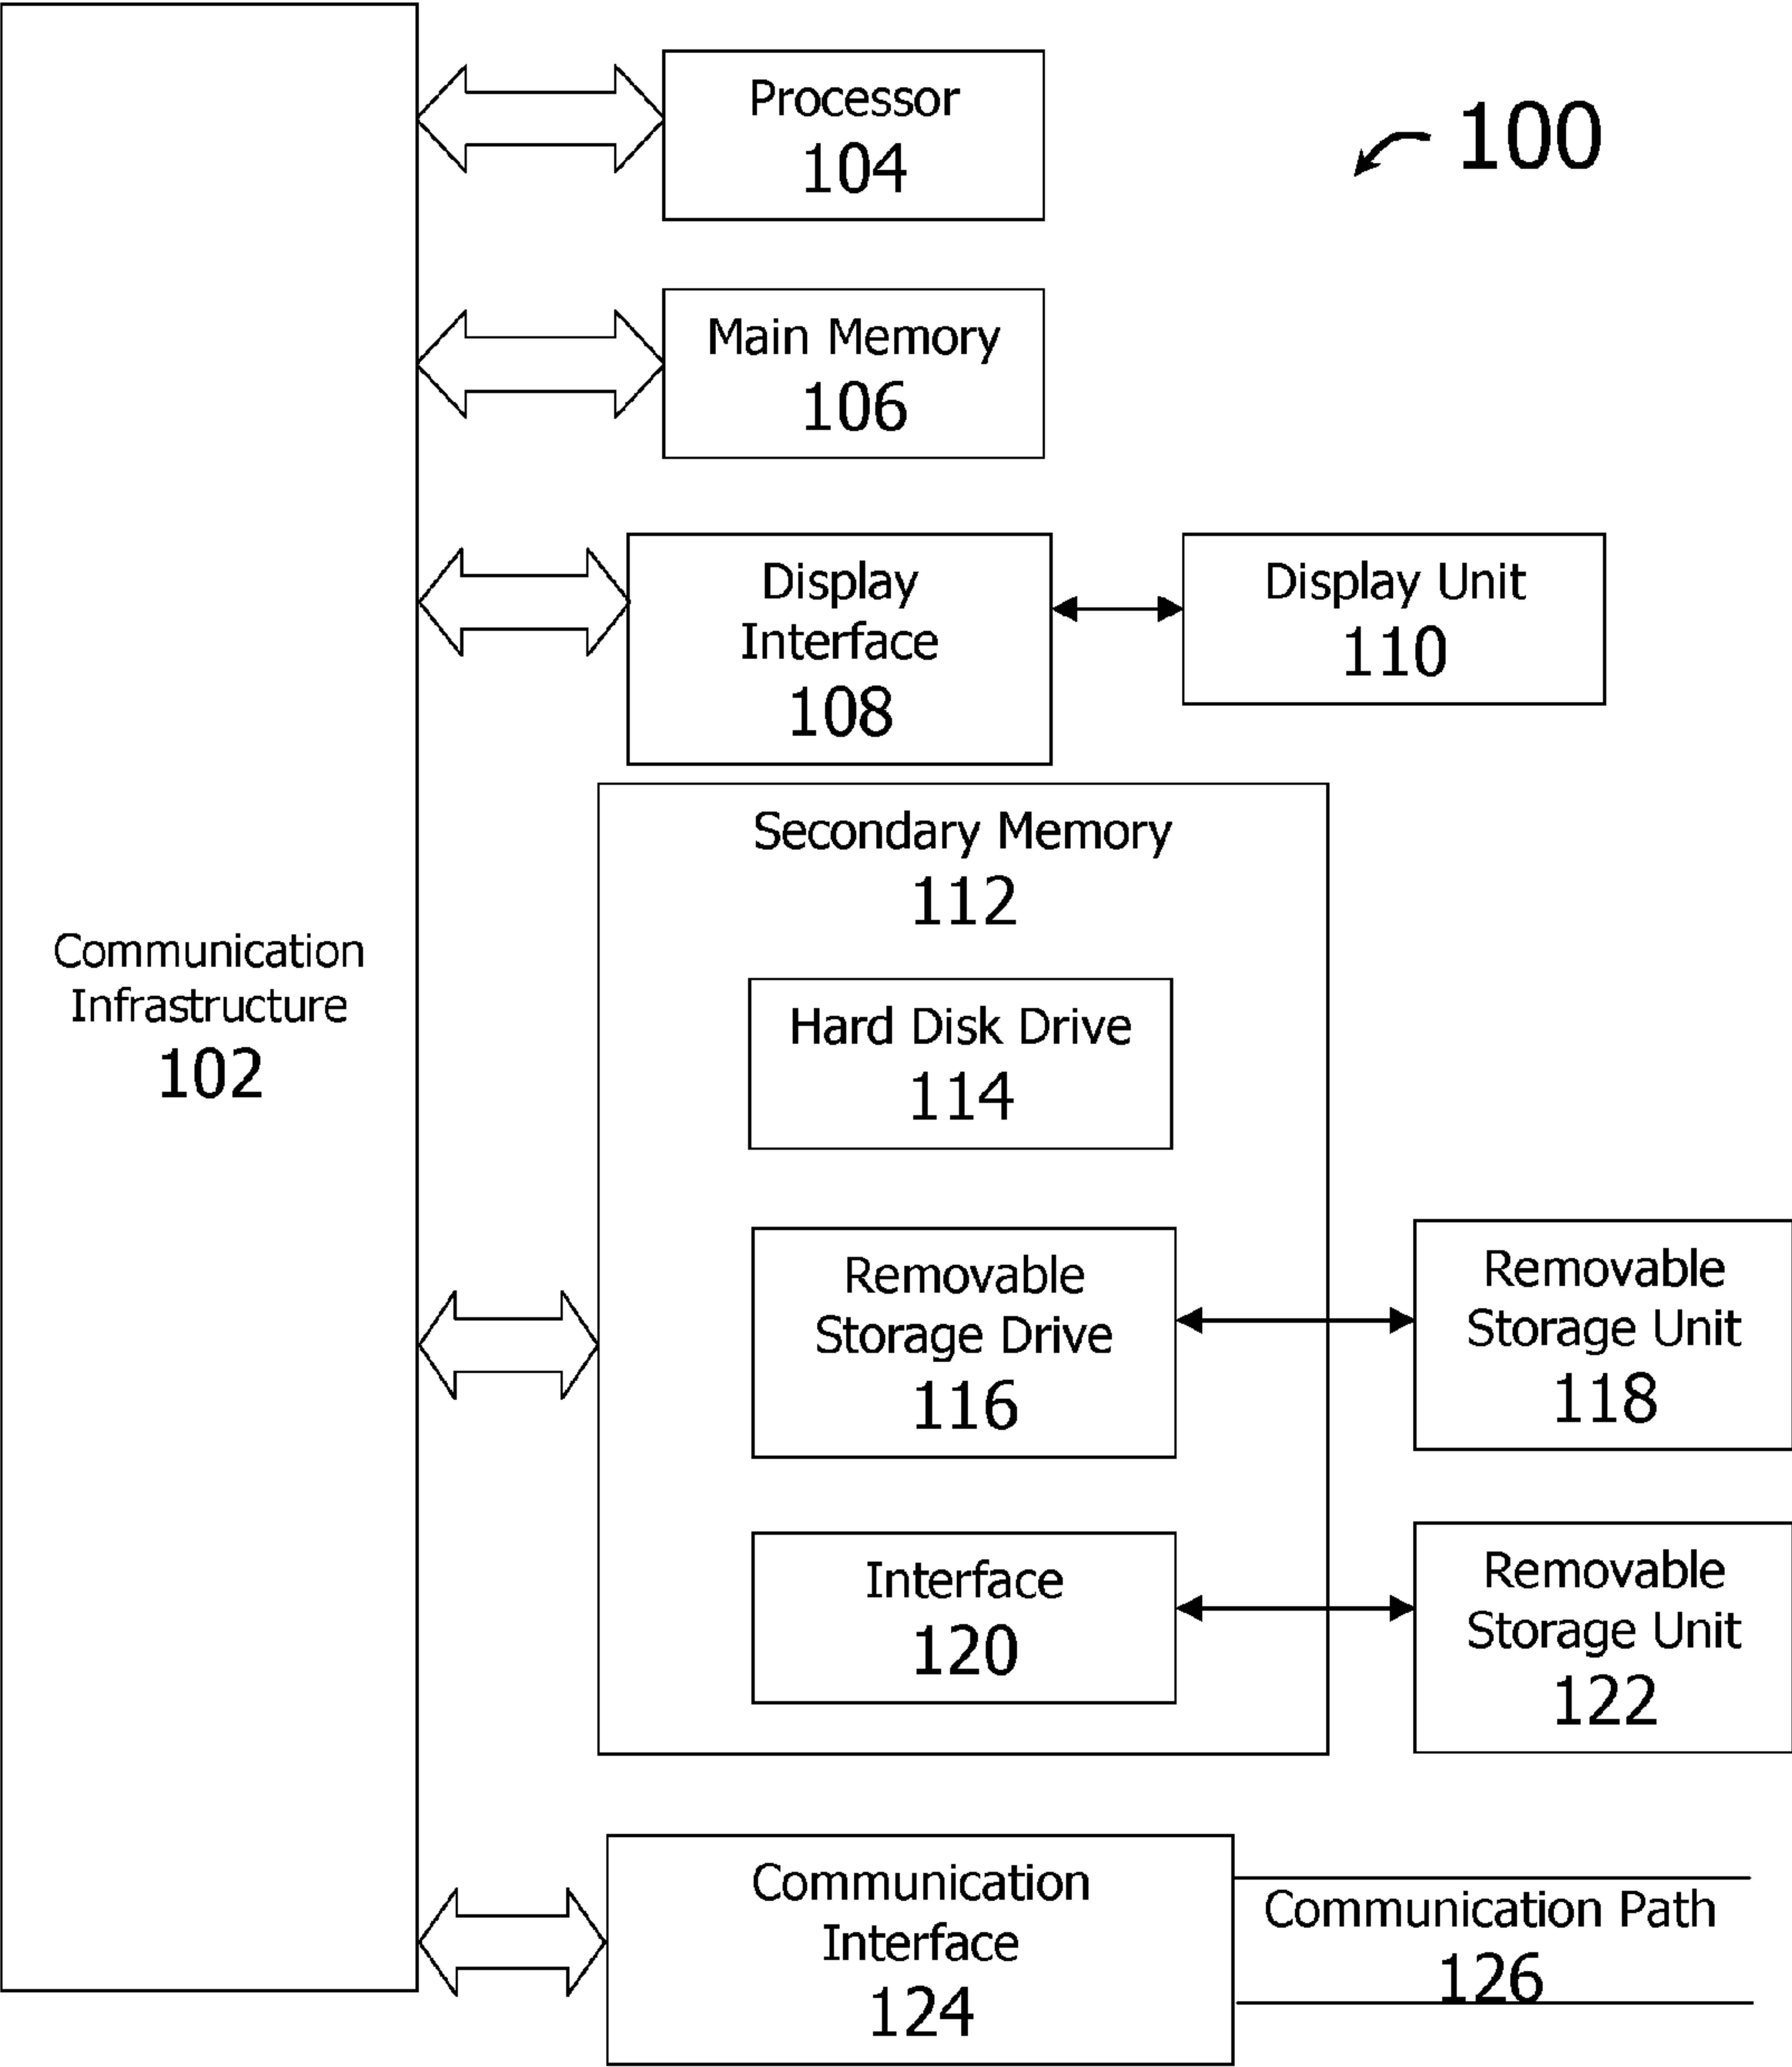 Processor
104
100
Main Memory
106
Display
Interface
108
Display Unit
110
Secondary Memory
112
Communication
Infrastructure
102
Hard Disk Drive
114
Removable
Storage Drive
116
Removable
Storage Unit
118
Interface
120
Removable
Storage Unit
122
Communication
Interface
124
Communication Path
126